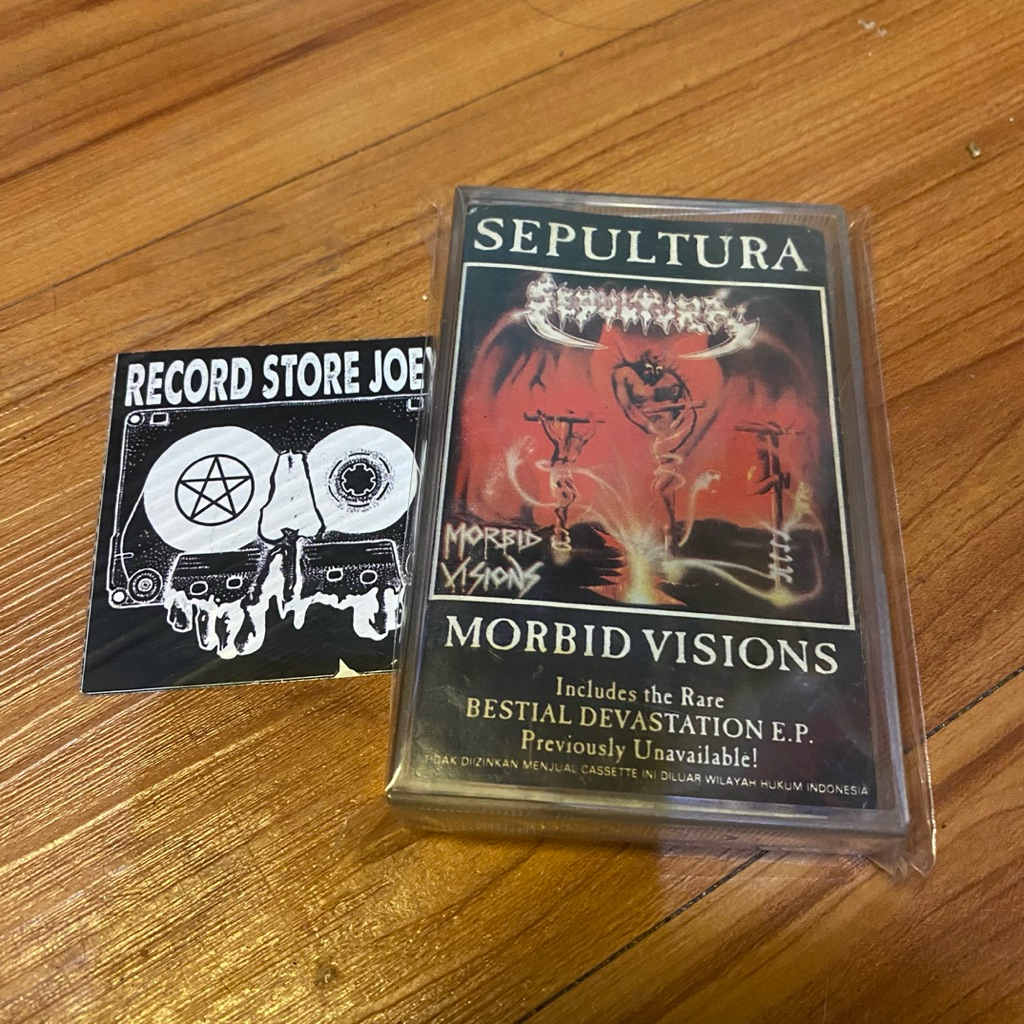 RECORD STORE JOEY
SEPULTURA
SEPULTURA
MORBID
VISIONS
MORBID VISIONS
Includes the Rare
BESTIAL DEVASTATION E.P.
Previously Unavailable!
TIDAK DIIZINKAN MENJUAL CASSETTE INI DILUAR WILAYAH HUKUM INDONESIA